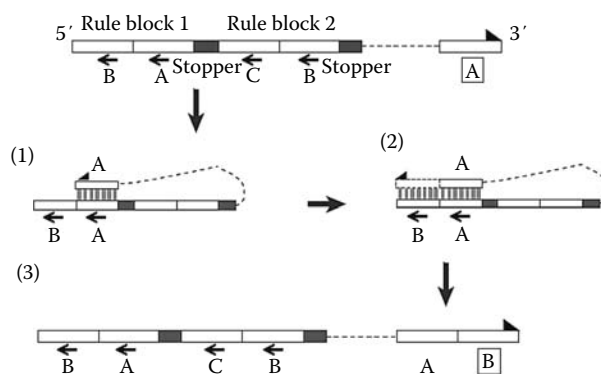 5′ Rule block 1 Rule block 2 3′
B A Stopper C B Stopper A
(1) A
B A
(2) A
B A
(3)
B A C B A B